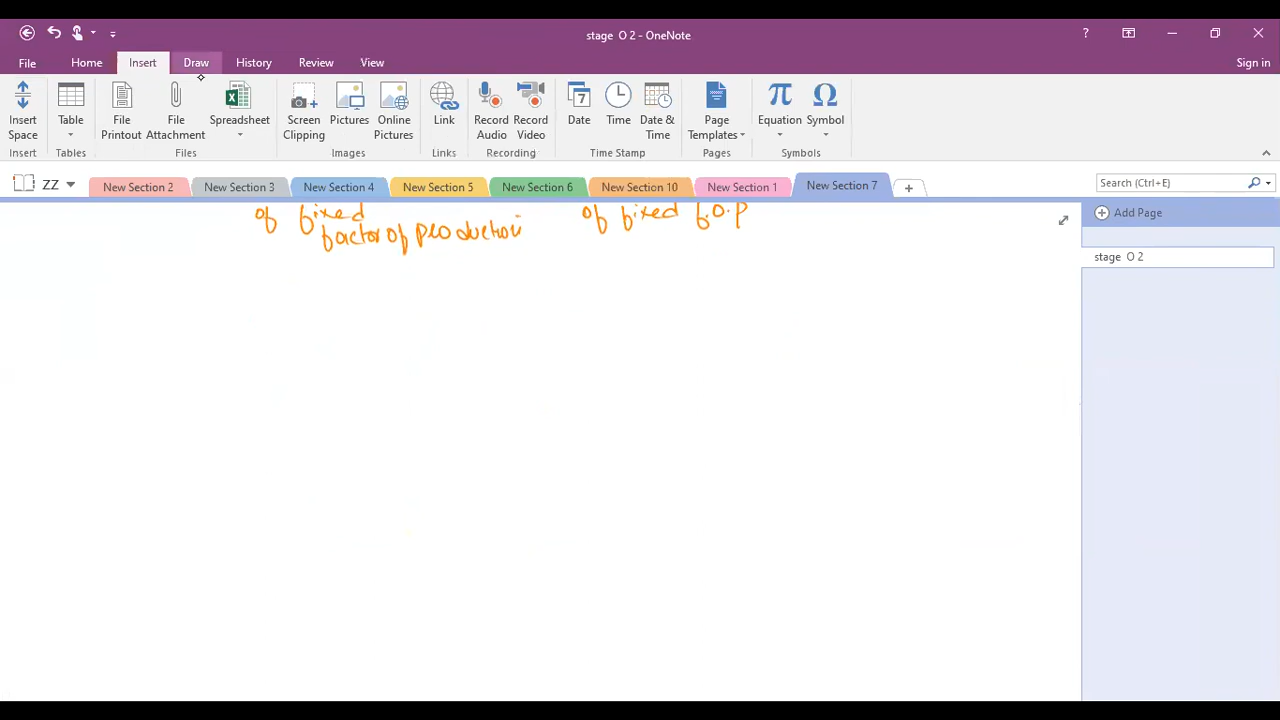 stage O 2 - OneNote
?
File Home Insert Draw History Review View
Sign in
Insert Space
Table
File Printout
File Attachment
Spreadsheet
Screen Clipping
Pictures
Online Pictures
Link
Record Audio
Record Video
Date
Time
Date & Time
Page Templates
Equation
Symbol
Insert Tables Files Images Links Recording Time Stamp Pages Symbols
ZZ New Section 2 New Section 3 New Section 4 New Section 5 New Section 6 New Section 10 New Section 1 New Section 7
Search (Ctrl+E)
Add Page
stage O 2
of fixed of fixed f.o.p
factor of production